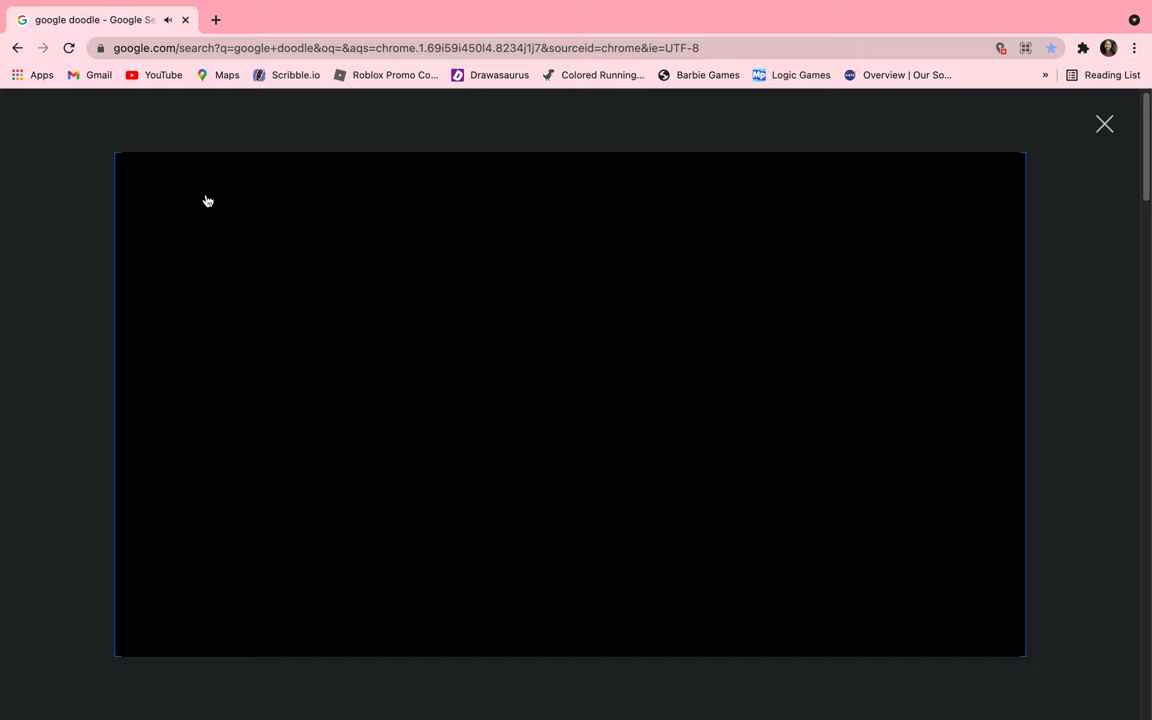 google doodle - Google Se
google.com/search?q=google+doodle&oq=&aqs=chrome.1.69i59i450l4.8234j1j7&sourceid=chrome&ie=UTF-8
Apps Gmail YouTube Maps Scribble.io Roblox Promo Co... Drawasaurus Colored Running... Barbie Games Mp Logic Games Overview | Our So... » Reading List